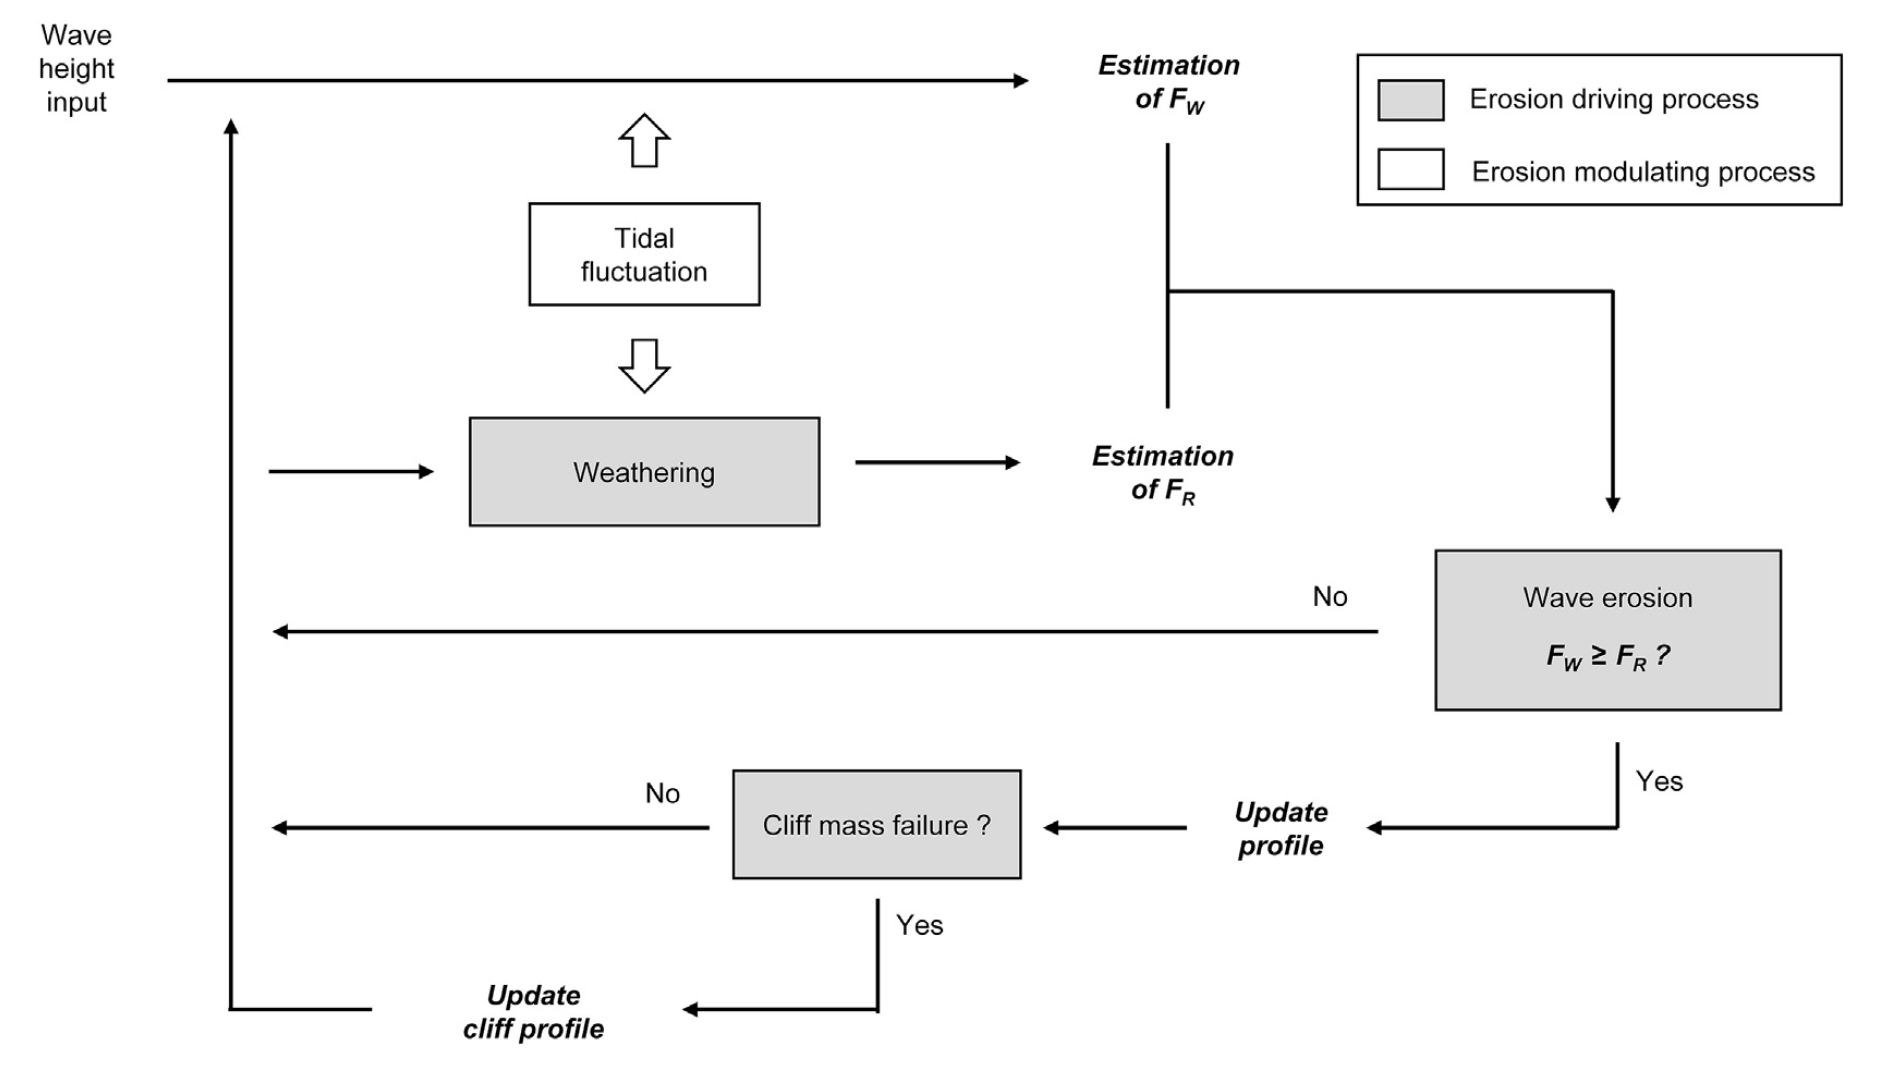 Wave
height
input
Estimation
of F_W
Erosion driving process
Erosion modulating process
Tidal
fluctuation
Weathering
Estimation
of F_R
No
Wave erosion
F_W ≥ F_R ?
Yes
No
Cliff mass failure ?
Update
profile
Yes
Update
cliff profile